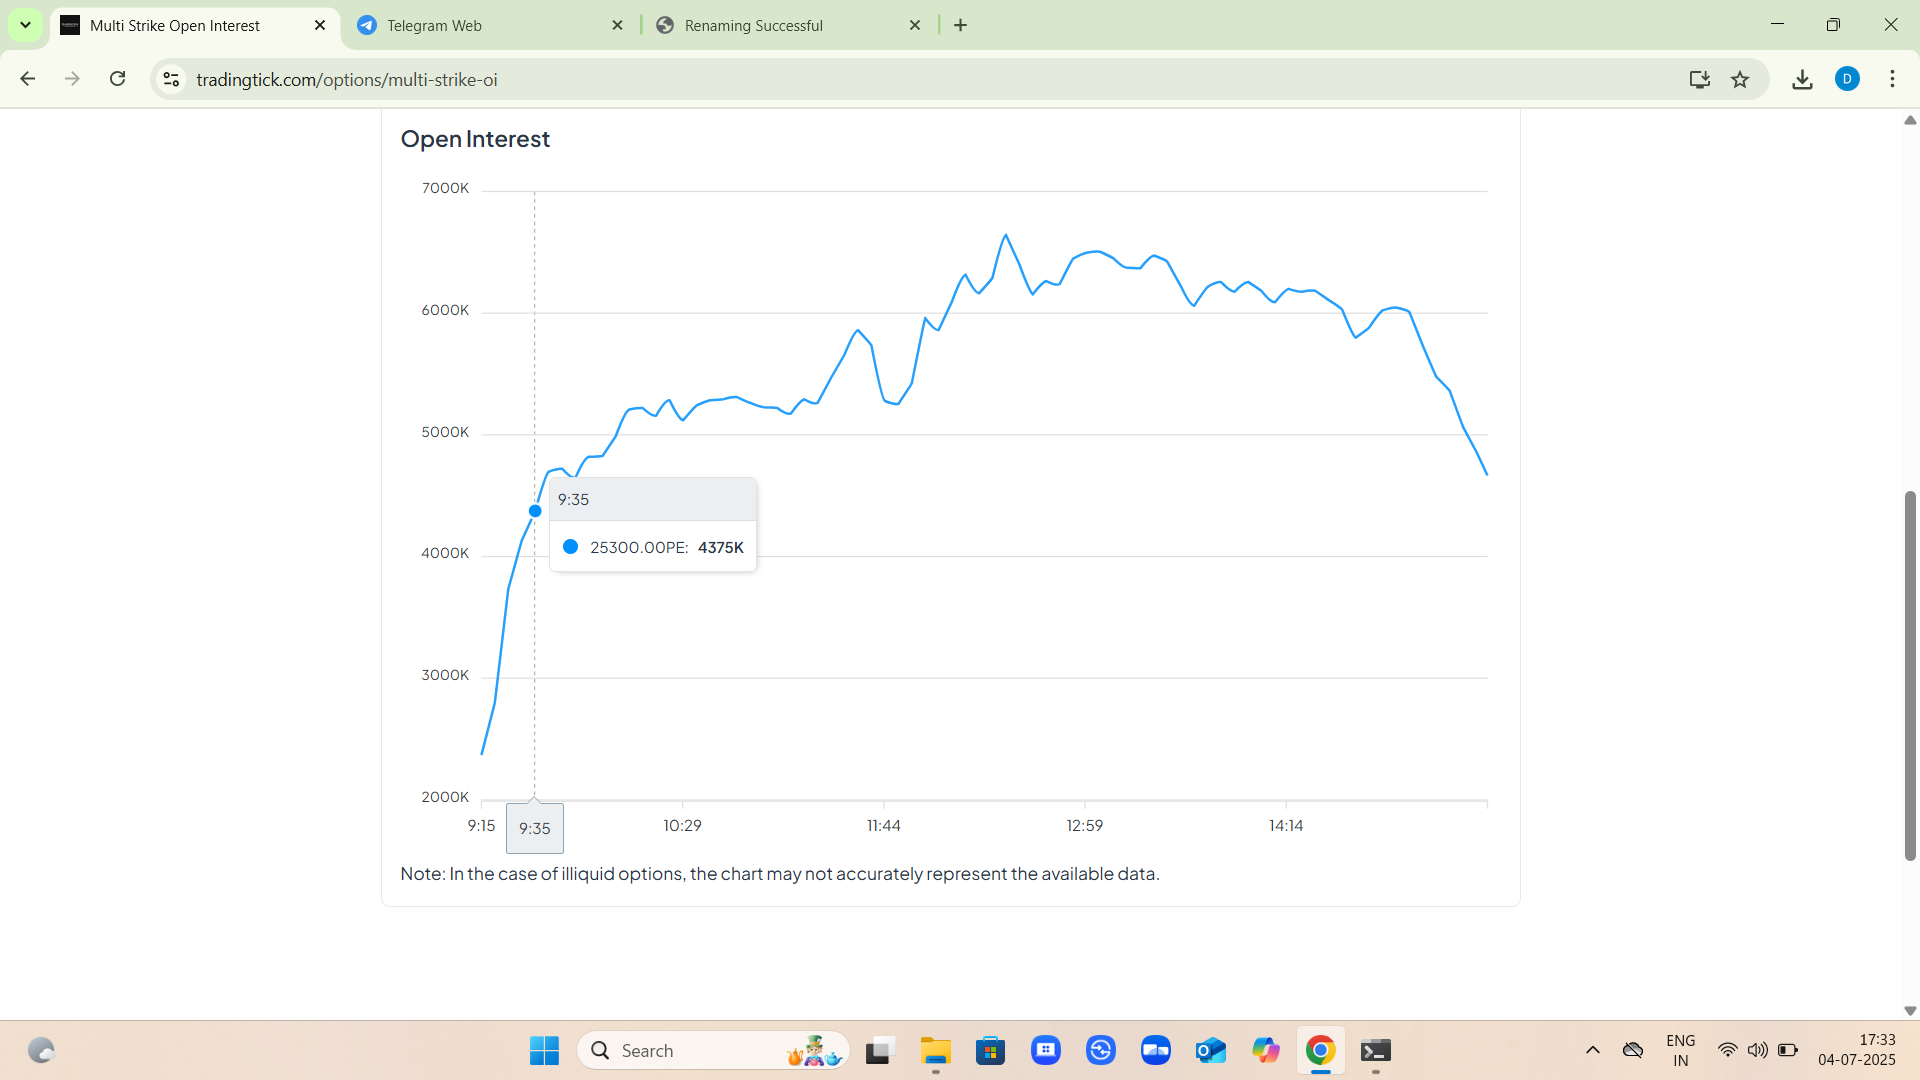 Multi Strike Open Interest
Telegram Web
Renaming Successful
tradingtick.com/options/multi-strike-oi
D
Open Interest
7000K
6000K
5000K
4000K
3000K
2000K
9:35
25300.00PE: 4375K
9:15
9:35
10:29
11:44
12:59
14:14
Note: In the case of illiquid options, the chart may not accurately represent the available data.
Search
ENG
IN
17:33
04-07-2025